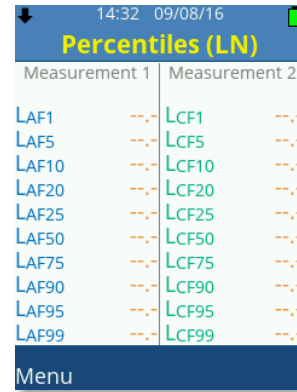 14:32 09/08/16
Percentiles (LN)
Measurement 1 Measurement 2
LAF1 --.- LCF1 --.-
LAF5 --.- LCF5 --.-
LAF10 --.- LCF10 --.-
LAF20 --.- LCF20 --.-
LAF25 --.- LCF25 --.-
LAF50 --.- LCF50 --.-
LAF75 --.- LCF75 --.-
LAF90 --.- LCF90 --.-
LAF95 --.- LCF95 --.-
LAF99 --.- LCF99 --.-
Menu